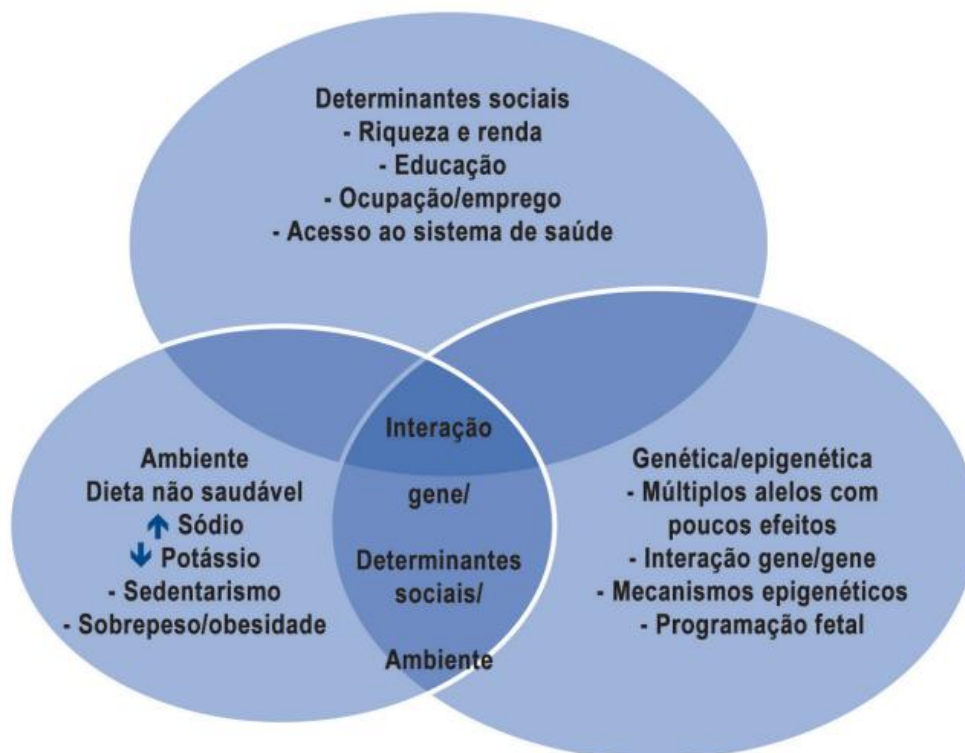 Determinantes sociais
- Riqueza e renda
- Educação
- Ocupação/emprego
- Acesso ao sistema de saúde
Interação
gene/
Determinantes
sociais/
Ambiente
Ambiente
Dieta não saudável
↑ Sódio
↓ Potássio
- Sedentarismo
- Sobrepeso/obesidade
Genética/epigenética
- Múltiplos alelos com
poucos efeitos
- Interação gene/gene
- Mecanismos epigenéticos
- Programação fetal